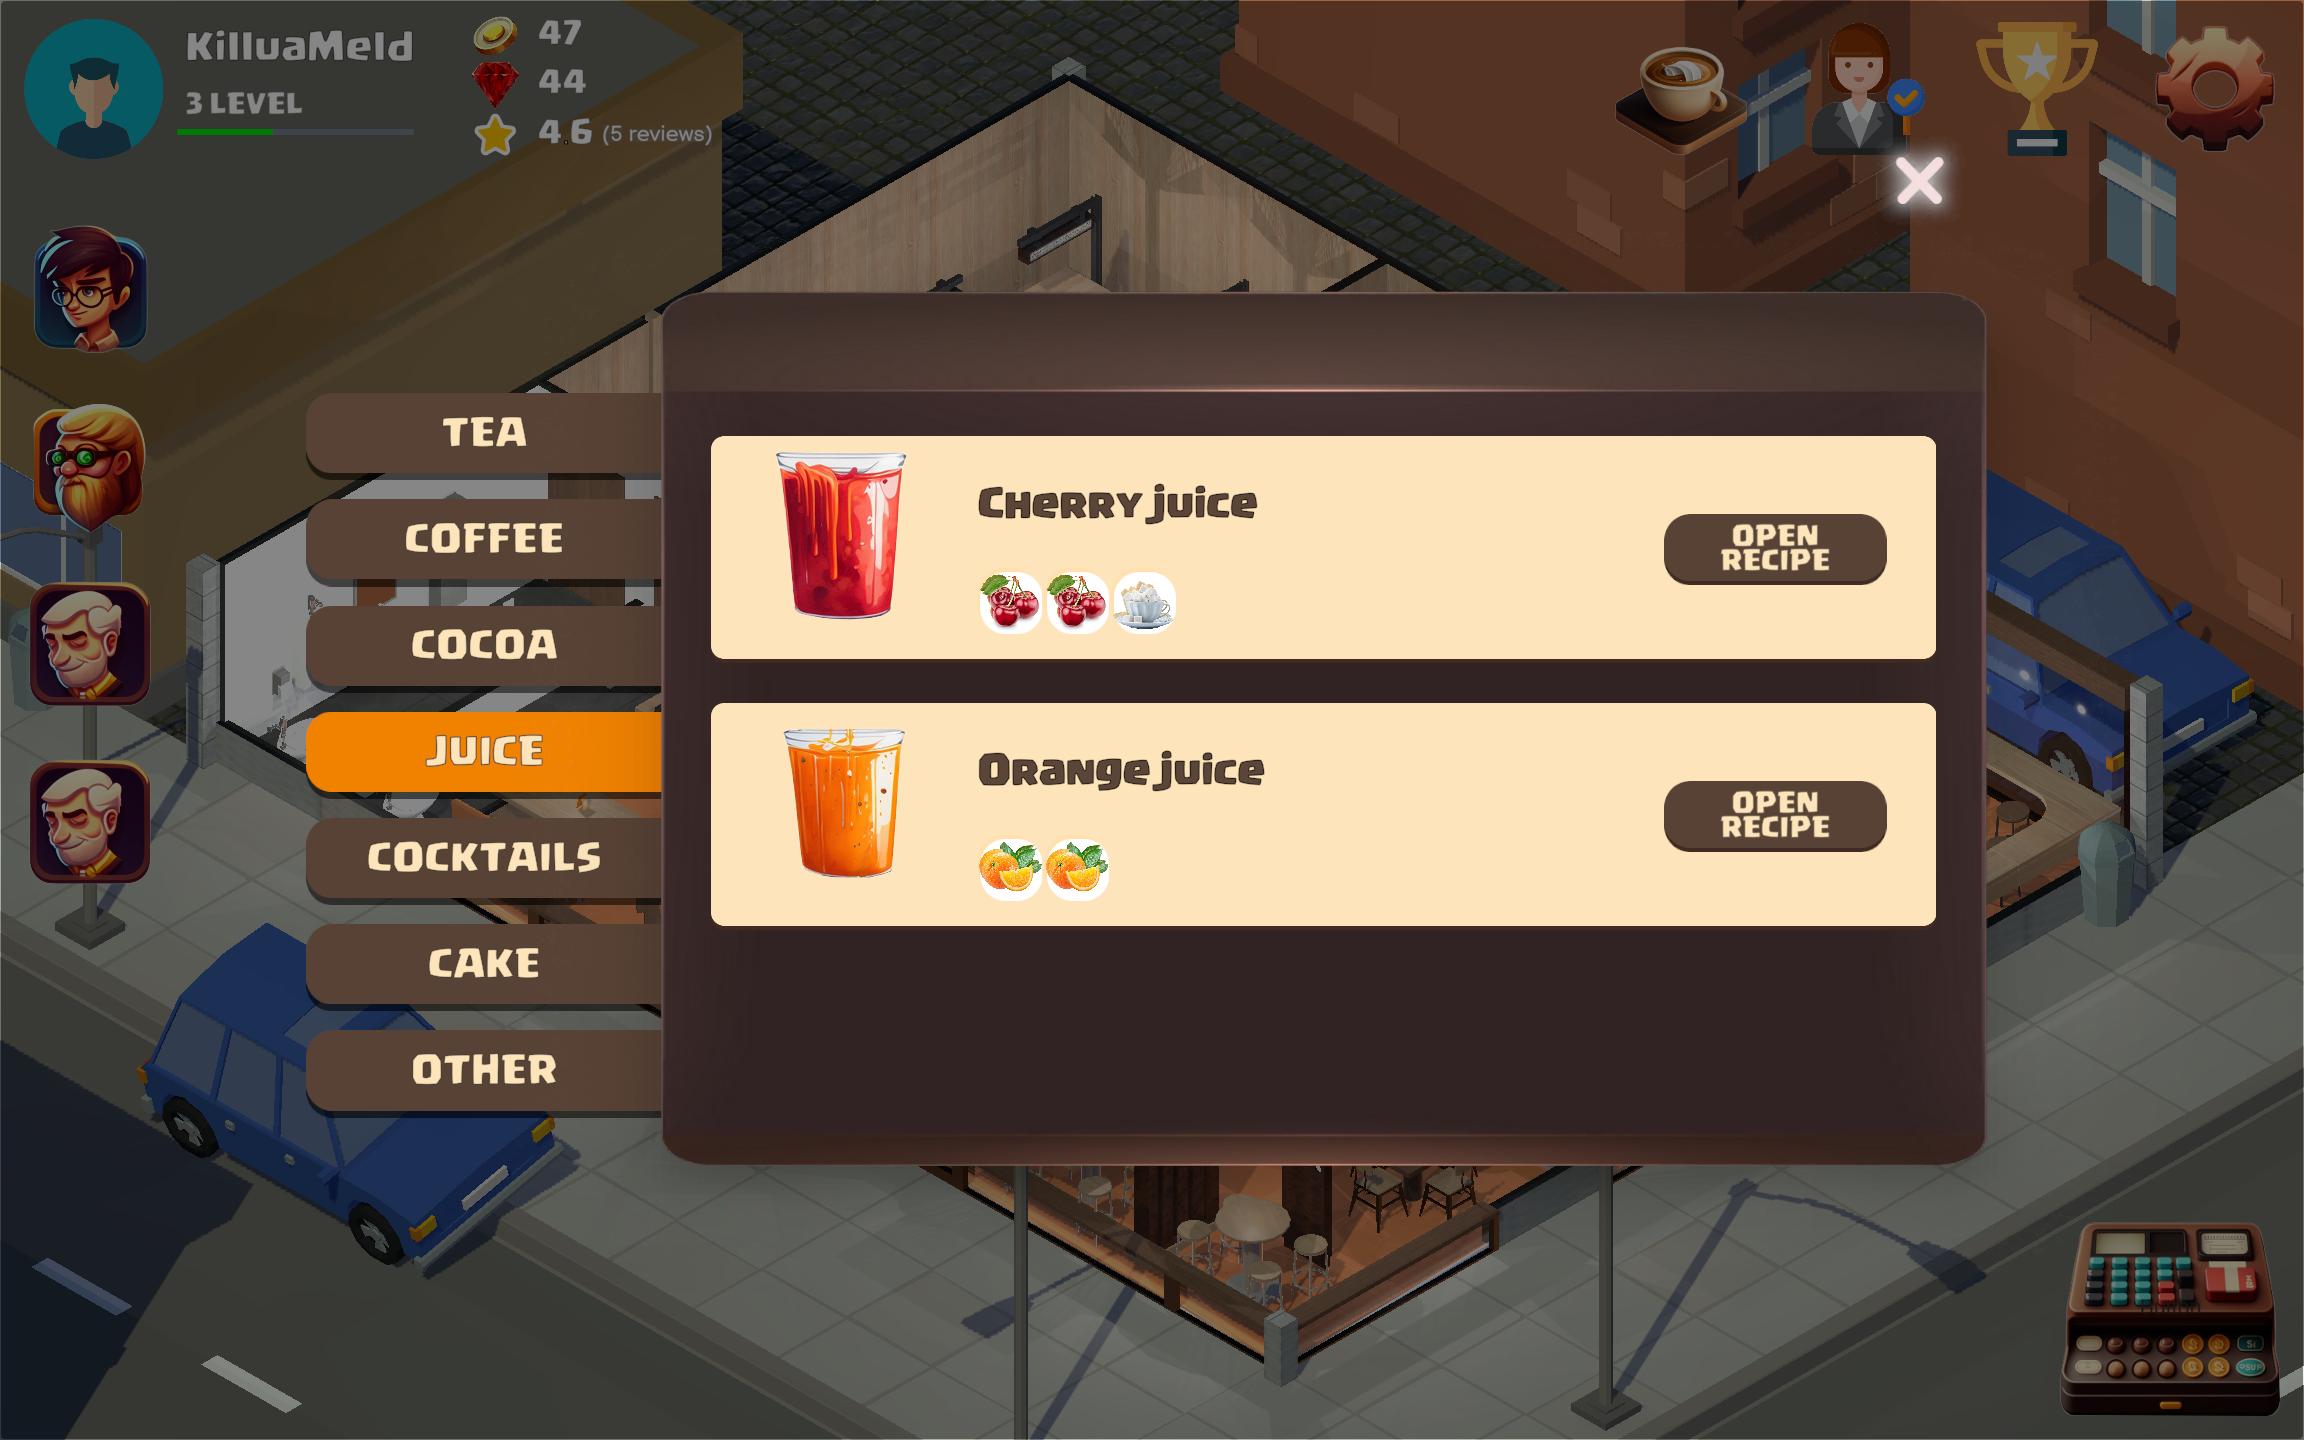 KilluaMeld
3 LEVEL
47
44
4.6 (5 reviews)
TEA
COFFEE
COCOA
JUICE
COCKTAILS
CAKE
OTHER
Cherry juice
OPEN
RECIPE
Orange juice
OPEN
RECIPE